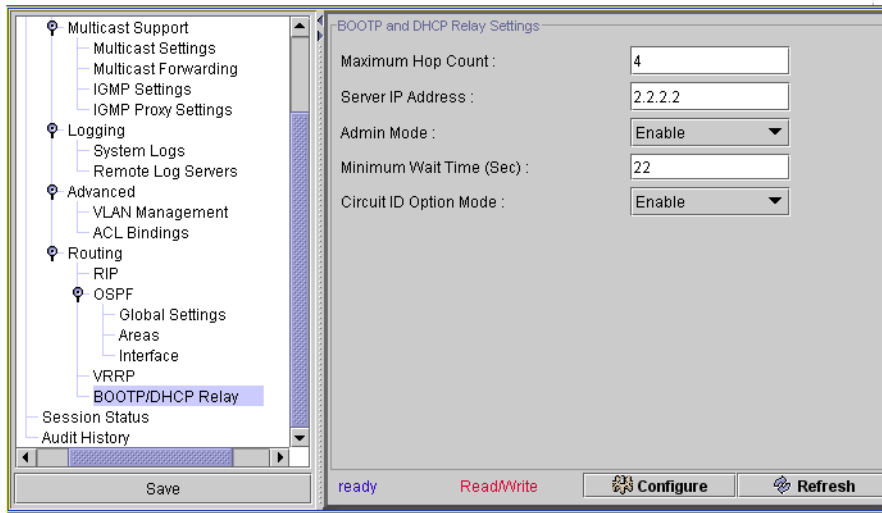 Multicast Support
Multicast Settings
Multicast Forwarding
IGMP Settings
IGMP Proxy Settings
Logging
System Logs
Remote Log Servers
Advanced
VLAN Management
ACL Bindings
Routing
RIP
OSPF
Global Settings
Areas
Interface
VRRP
BOOTP/DHCP Relay
Session Status
Audit History
Save
BOOTP and DHCP Relay Settings
Maximum Hop Count : 4
Server IP Address : 2.2.2.2
Admin Mode : Enable
Minimum Wait Time (Sec) : 22
Circuit ID Option Mode : Enable
ready Read/Write Configure Refresh